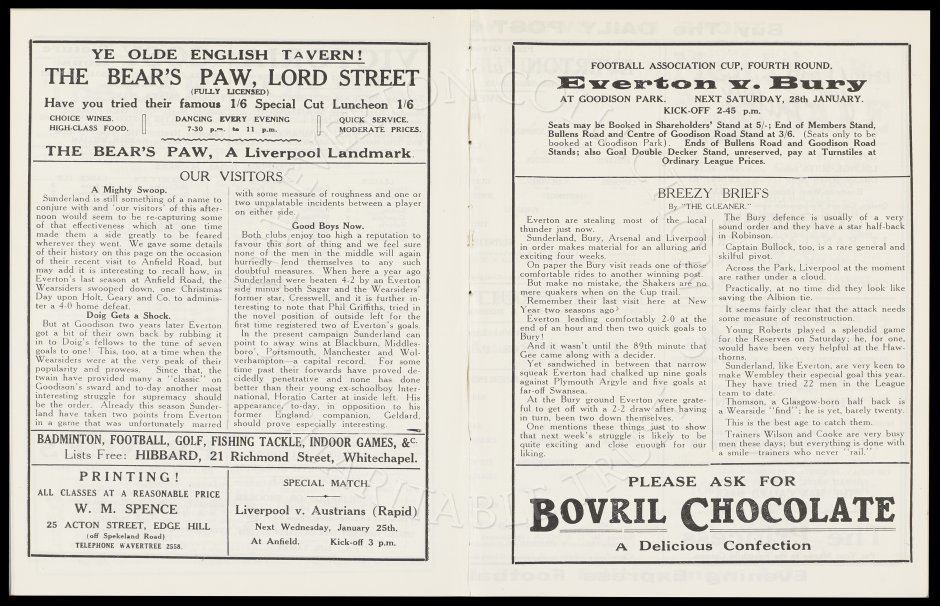 YE OLDE ENGLISH TAVERN!
THE BEAR'S PAW, LORD STREET
(FULLY LICENSED)
Have you tried their famous 1/6 Special Cut Luncheon 1/6
CHOICE WINES.
HIGH-CLASS FOOD.
DANCING EVERY EVENING
7-30 p.m. to 11 p.m.
QUICK SERVICE.
MODERATE PRICES.
THE BEAR'S PAW, A Liverpool Landmark
OUR VISITORS
A Mighty Swoop.
Sunderland is still something of a name to
conjure with and 'our visitors' of this after-
noon would seem to be re-capturing some
of that effectiveness which at one time
made them a side greatly to be feared
wherever they went. We gave some details
of their history on this page on the occasion
of their recent visit to Anfield Road, but
may add it is interesting to recall how, in
Everton's last season at Anfield Road, the
Wearsiders swooped down, one Christmas
Day upon Holt, Geary and Co. to adminis-
ter a 4-0 home defeat.
Doig Gets a Shock.
But at Goodison two years later Everton
got a bit of their own back by rubbing it
in to Doig's fellows to the tune of seven
goals to one! This, too, at a time when the
Wearsiders were at the very peak of their
popularity and prowess. Since that, the
twain have provided many a "classic" on
Goodison's sward and to-day another most
interesting struggle for supremacy should
be the order. Already this season Sunder-
land have taken two points from Everton
in a game that was unfortunately marred
with some measure of roughness and one or
two unpalatable incidents between a player
on either side.
Good Boys Now.
Both clubs enjoy too high a reputation to
favour this sort of thing and we feel sure
none of the men in the middle will again
hurriedly lend themselves to any such
doubtful measures. When here a year ago
Sunderland were beaten 4-2 by an Everton
side minus both Sagar and the Wearsiders'
former star, Cresswell, and it is further in-
teresting to note that Phil Griffiths, tried in
the novel position of outside left for the
first time registered two of Everton's goals.
In the present campaign Sunderland can
point to away wins at Blackburn, Middles-
boro', Portsmouth, Manchester and Wol-
verhampton—a capital record. For some
time past their forwards have proved de-
cidedly penetrative and none has done
better than their young ex-schoolboy Inter-
national, Horatio Carter at inside left. His
appearance, to-day, in opposition to his
former England companion, Geldard,
should prove especially interesting.
BADMINTON, FOOTBALL, GOLF, FISHING TACKLE, INDOOR GAMES, &c.
Lists Free: HIBBARD, 21 Richmond Street, Whitechapel.
PRINTING!
ALL CLASSES AT A REASONABLE PRICE
W. M. SPENCE
25 ACTON STREET, EDGE HILL
(off Spekeland Road)
TELEPHONE WAVERTREE 2558.
SPECIAL MATCH.
Liverpool v. Austrians (Rapid)
Next Wednesday, January 25th.
At Anfield. Kick-off 3 p.m.
FOOTBALL ASSOCIATION CUP, FOURTH ROUND.
Everton v. Bury
AT GOODISON PARK. NEXT SATURDAY, 28th JANUARY.
KICK-OFF 2-45 p.m.
Seats may be Booked in Shareholders' Stand at 5/-; End of Members Stand,
Bullens Road and Centre of Goodison Road Stand at 3/6. (Seats only to be
booked at Goodison Park). Ends of Bullens Road and Goodison Road
Stands; also Goal Double Decker Stand, unreserved, pay at Turnstiles at
Ordinary League Prices.
BREEZY BRIEFS
By "THE GLEANER."
Everton are stealing most of the local
thunder just now.
Sunderland, Bury, Arsenal and Liverpool
in order makes material for an alluring and
exciting four weeks.
On paper the Bury visit reads one of those
comfortable rides to another winning post.
But make no mistake, the Shakers are no
mere quakers when on the Cup trail.
Remember their last visit here at New
Year two seasons ago?
Everton leading comfortably 2-0 at the
end of an hour and then two quick goals to
Bury!
And it wasn't until the 89th minute that
Gee came along with a decider.
Yet sandwiched in between that narrow
squeak Everton had chalked up nine goals
against Plymouth Argyle and five goals at
far-off Swansea.
At the Bury ground Everton were grate-
ful to get off with a 2-2 draw after having
in turn, been two down themselves.
One mentions these things just to show
that next week's struggle is likely to be
quite exciting and close enough for our
liking.
The Bury defence is usually of a very
sound order and they have a star half-back
in Robinson.
Captain Bullock, too, is a rare general and
skilful pivot.
Across the Park, Liverpool at the moment
are rather under a cloud.
Practically, at no time did they look like
saving the Albion tie.
It seems fairly clear that the attack needs
some measure of reconstruction.
Young Roberts played a splendid game
for the Reserves on Saturday; he, for one,
would have been very helpful at the Haw-
thorns.
Sunderland, like Everton, are very keen to
make Wembley their especial goal this year.
They have tried 22 men in the League
team to date.
Thomson, a Glasgow-born half back is
a Wearside "find"; he is yet, barely twenty.
This is the best age to catch them.
Trainers Wilson and Cooke are very busy
men these days; but everything is done with
a smile—trainers who never "rail."
PLEASE ASK FOR
BOVRIL CHOCOLATE
A Delicious Confection